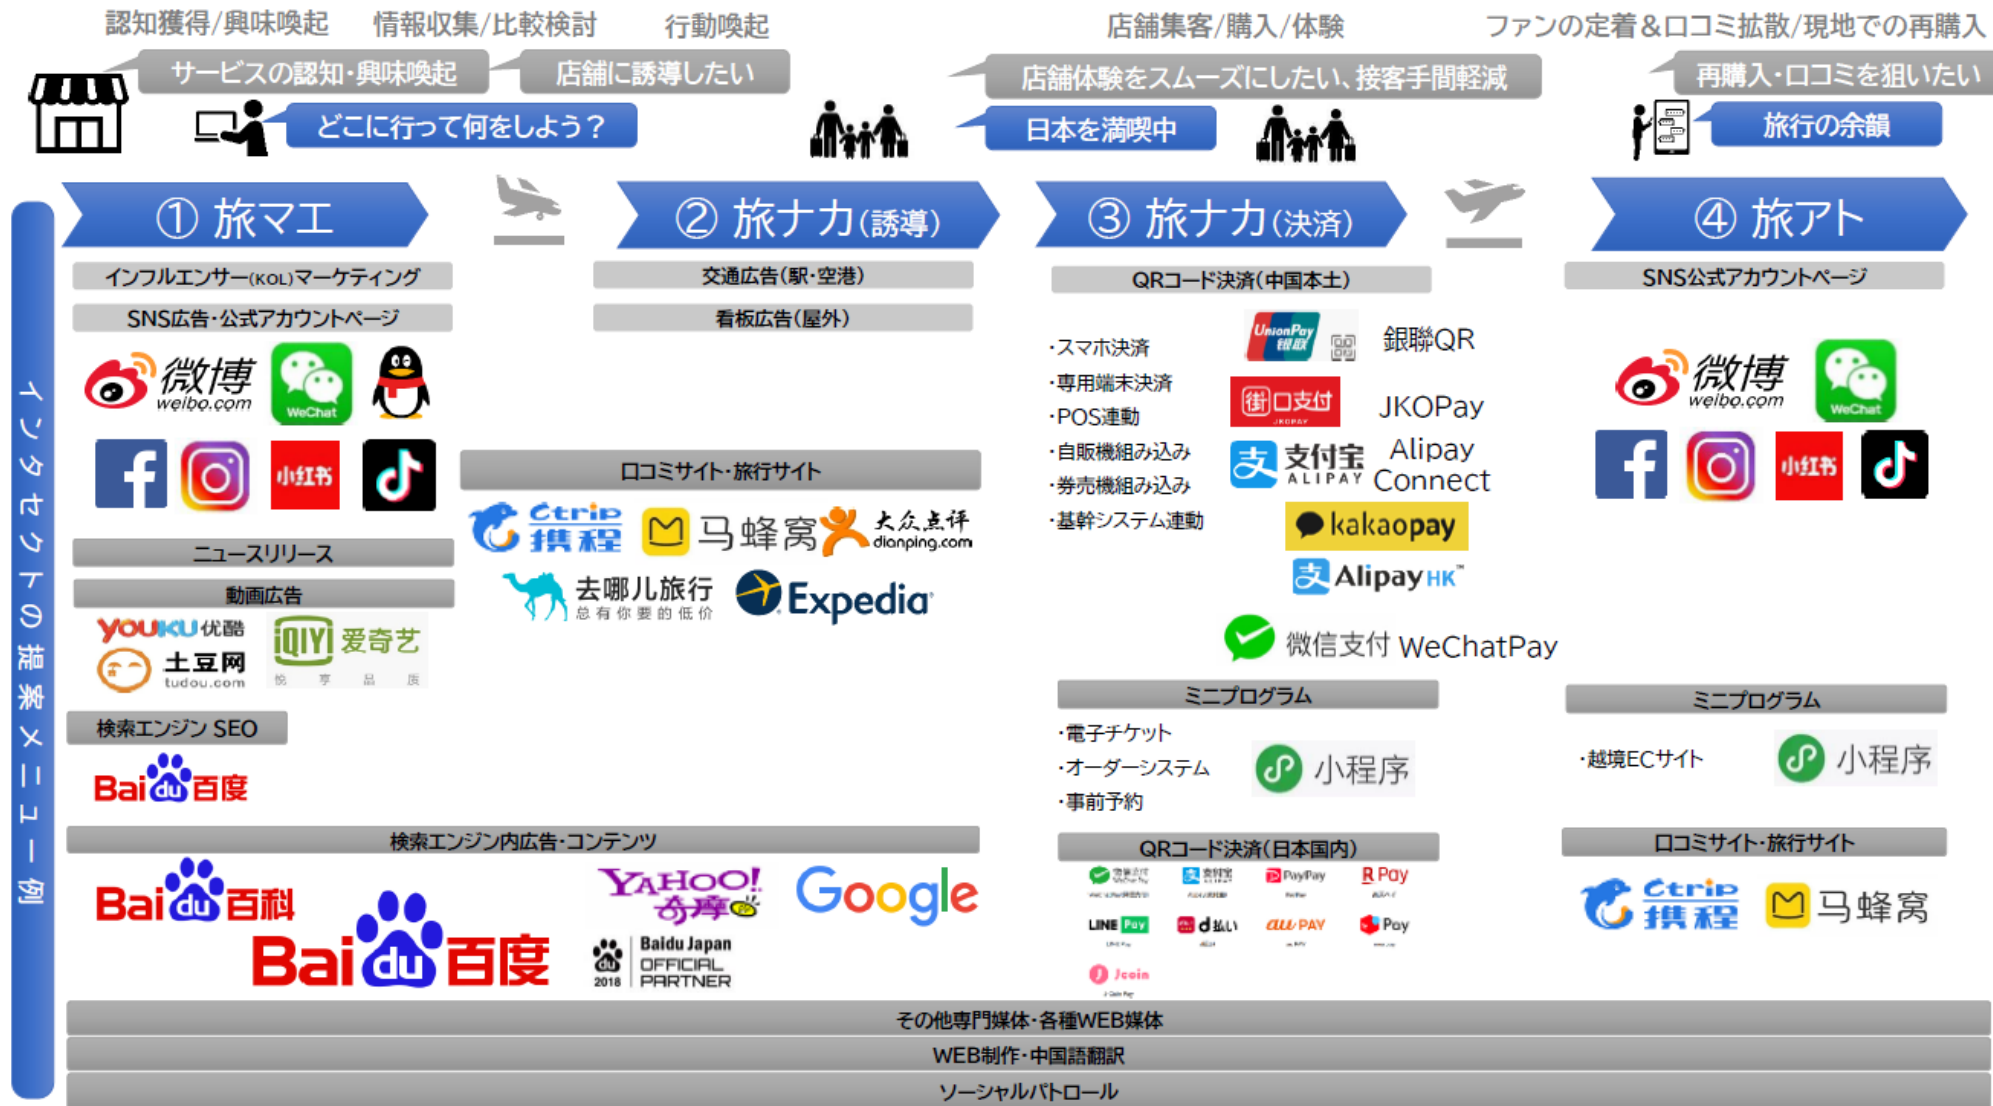 認知獲得/興味喚起
情報収集/比較検討
行動喚起
店舗集客/購入/体験
ファンの定着&口コミ拡散/現地での再購入
サービスの認知・興味喚起
店舗に誘導したい
店舗体験をスムーズにしたい、接客手間軽減
再購入・口コミを狙いたい
どこに行って何をしよう？
日本を満喫中
旅行の余韻
インタセクトの提案メニュー例
① 旅マエ
② 旅ナカ(誘導)
③ 旅ナカ(決済)
④ 旅アト
インフルエンサー(KOL)マーケティング
SNS広告・公式アカウントページ
微博
weibo.com
WeChat
f
小红书
ニュースリリース
動画広告
YOUKU优酷
土豆网
tudou.com
iQIYI 爱奇艺
悦 享 品 质
検索エンジン SEO
Bai du 百度
交通広告(駅・空港)
看板広告(屋外)
口コミサイト・旅行サイト
Ctrip
携程
马蜂窝
大众点评
dianping.com
去哪儿旅行
总有你要的低价
Expedia
検索エンジン内広告・コンテンツ
Bai du 百科
Bai du 百度
YAHOO!
奇摩
Google
Baidu Japan
OFFICIAL
PARTNER
2018
QRコード決済(中国本土)
・スマホ決済
・専用端末決済
・POS連動
・自販機組み込み
・券売機組み込み
・基幹システム連動
UnionPay
银联
銀聯QR
街口支付
JKOPAY
JKOPay
支 支付宝
ALIPAY
Alipay
Connect
kakaopay
支 AlipayHK™
微信支付 WeChatPay
ミニプログラム
・電子チケット
・オーダーシステム
・事前予約
小程序
QRコード決済(日本国内)
微信支付
支付宝
PayPay
R Pay
LINE Pay
d払い
au PAY
Pay
Jcoin
SNS公式アカウントページ
微博
weibo.com
WeChat
f
小红书
ミニプログラム
・越境ECサイト
小程序
口コミサイト・旅行サイト
Ctrip
携程
马蜂窝
その他専門媒体・各種WEB媒体
WEB制作・中国語翻訳
ソーシャルパトロール